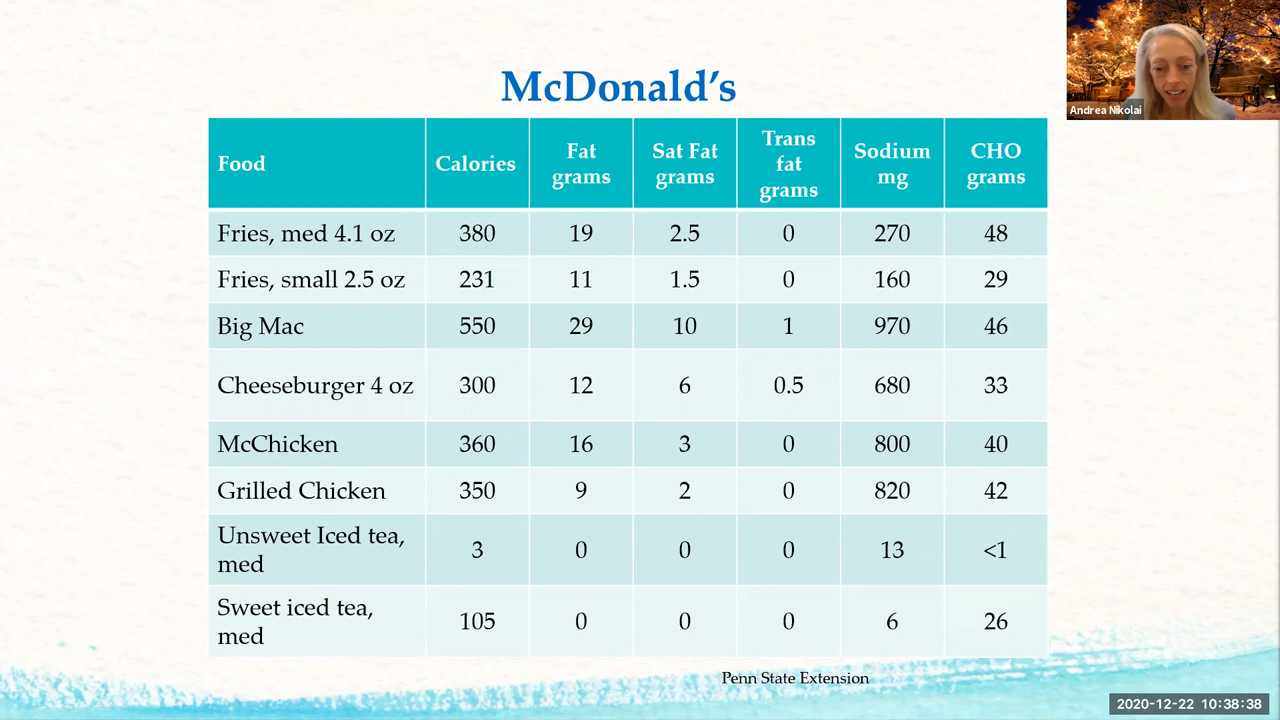 McDonald's
Food Calories Fat grams Sat Fat grams Trans fat grams Sodium mg CHO grams
Fries, med 4.1 oz 380 19 2.5 0 270 48
Fries, small 2.5 oz 231 11 1.5 0 160 29
Big Mac 550 29 10 1 970 46
Cheeseburger 4 oz 300 12 6 0.5 680 33
McChicken 360 16 3 0 800 40
Grilled Chicken 350 9 2 0 820 42
Unsweet Iced tea, med 3 0 0 0 13 <1
Sweet iced tea, med 105 0 0 0 6 26
Penn State Extension
Andrea Nikolai
2020-12-22 10:38:38